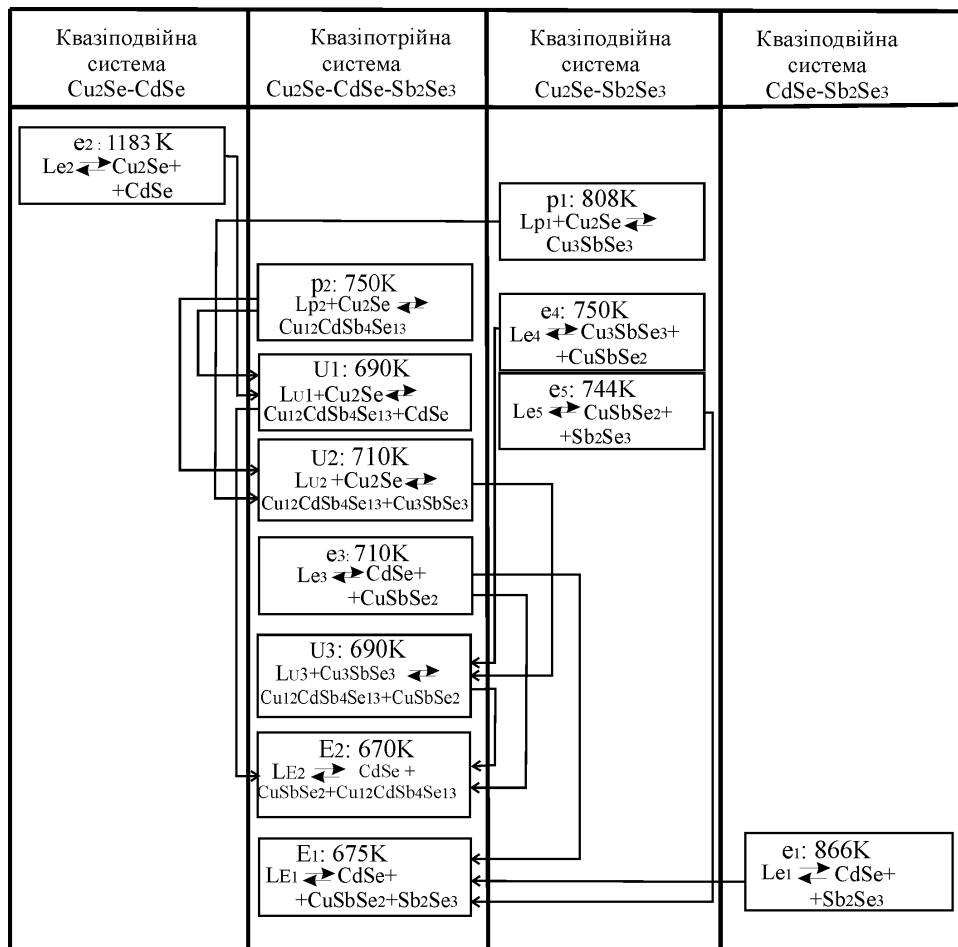 Квазіподвійна
система
Cu2Se-CdSe
Квазіпотрійна
система
Cu2Se-CdSe-Sb2Se3
Квазіподвійна
система
Cu2Se-Sb2Se3
Квазіподвійна
система
CdSe-Sb2Se3
e2: 1183 K
Le2 ⇄ Cu2Se+
+CdSe
p1: 808K
Lp1+Cu2Se ⇄
Cu3SbSe3
p2: 750K
Lp2+Cu2Se ⇄
Cu12CdSb4Se13
e4: 750K
Le4 ⇄ Cu3SbSe3+
+CuSbSe2
U1: 690K
LU1+Cu2Se ⇄
Cu12CdSb4Se13+CdSe
e5: 744K
Le5 ⇄ CuSbSe2+
+Sb2Se3
U2: 710K
LU2 +Cu2Se ⇄
Cu12CdSb4Se13+Cu3SbSe3
e3: 710K
Le3 ⇄ CdSe+
+CuSbSe2
U3: 690K
LU3+Cu3SbSe3 ⇄
Cu12CdSb4Se13+CuSbSe2
E2: 670K
LE2 ⇄ CdSe +
CuSbSe2+Cu12CdSb4Se13
E1: 675K
LE1 ⇄ CdSe+
+CuSbSe2+Sb2Se3
e1: 866K
Le1 ⇄ CdSe+
+Sb2Se3